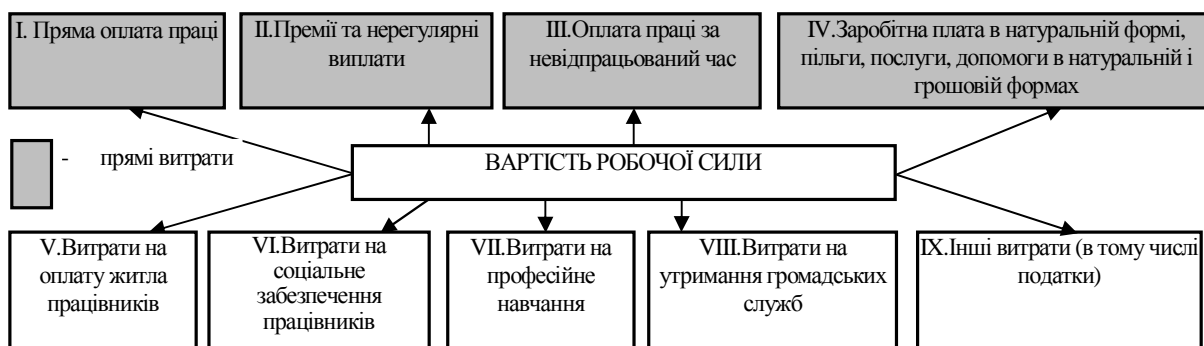 I. Пряма оплата праці
II.Премії та нерегулярні
виплати
III.Оплата праці за
невідпрацьований час
IV.Заробітна плата в натуральній формі,
пільги, послуги, допомоги в натуральній і
грошовій формах
- прямі витрати
ВАРТІСТЬ РОБОЧОЇ СИЛИ
V.Витрати на
оплату житла
працівників
VI.Витрати на
соціальне
забезпечення
працівників
VII.Витрати на
професійне
навчання
VIII.Витрати на
утримання громадських
служб
IX.Інші витрати (в тому числі
податки)